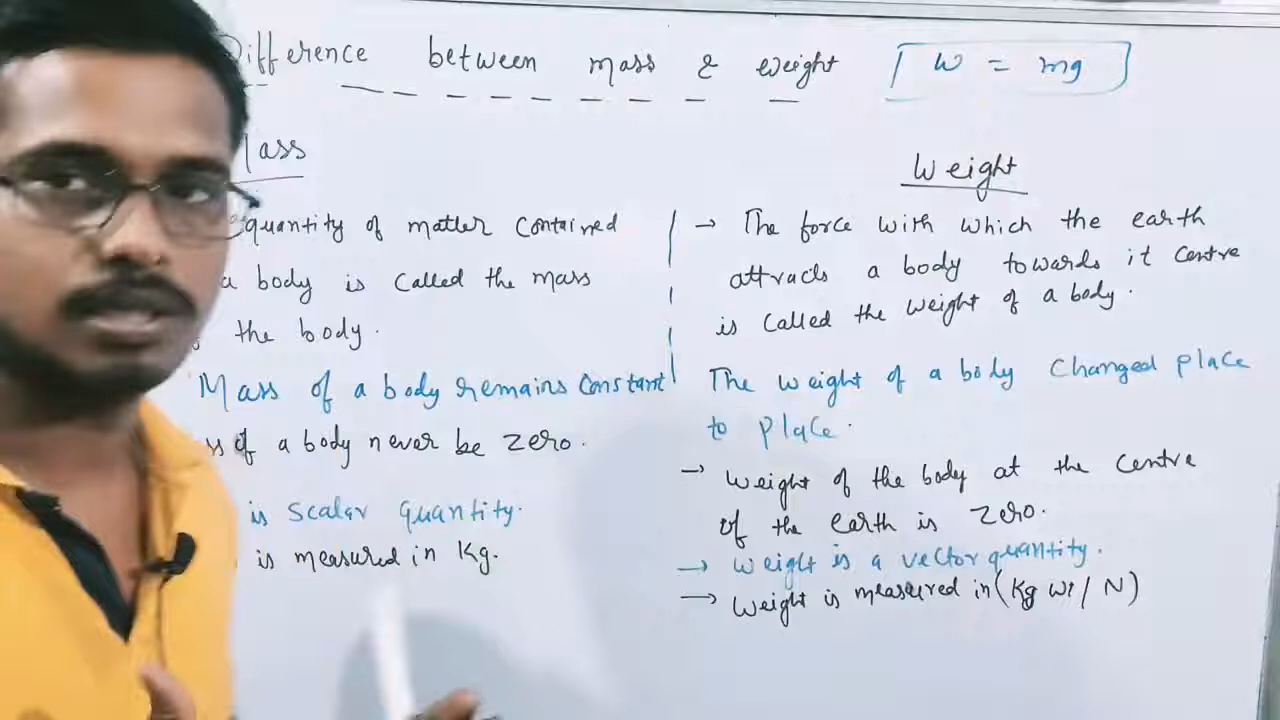 Difference between mass & weight
W = mg
Mass
quantity of matter contained
a body is called the mass
the body.
Mass of a body remains constant
of a body never be zero.
is scalar quantity.
is measured in Kg.
Weight
→ The force with which the earth
attracts a body towards it centre
is called the weight of a body.
The weight of a body Changed place
to place.
→ Weight of the body at the centre
of the earth is zero.
→ Weight is a vector quantity.
→ Weight is measured in (Kg wt / N)